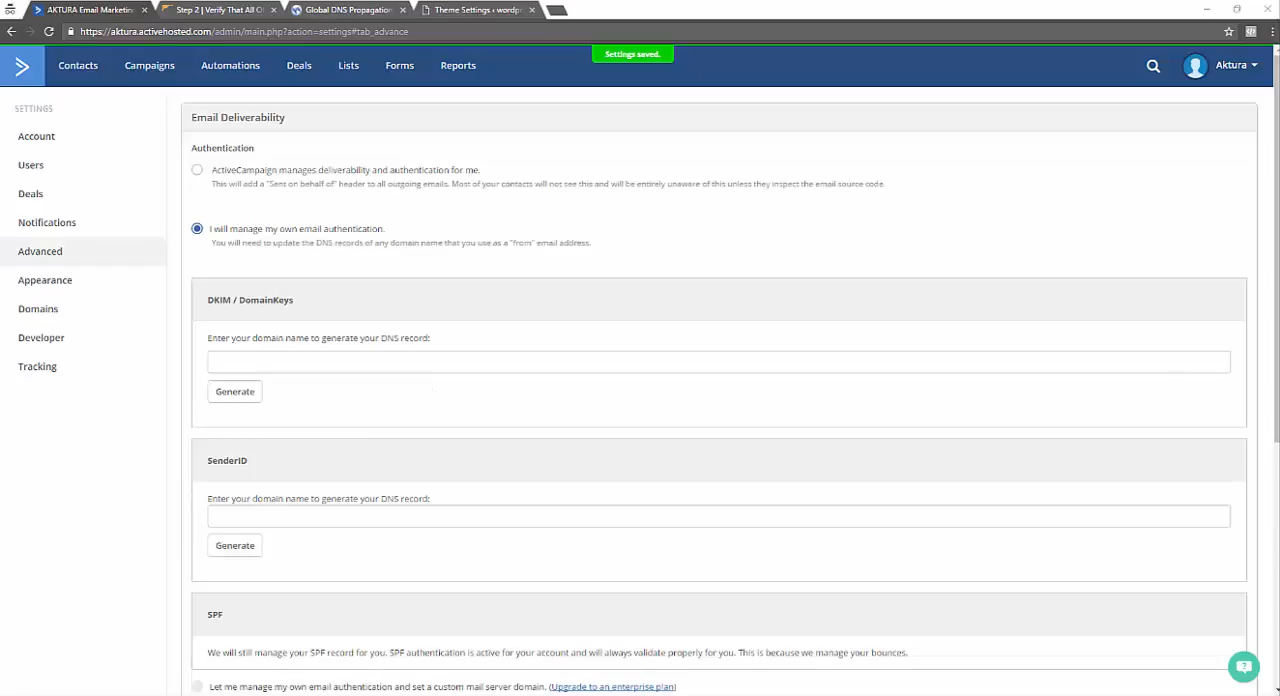 AKTURA Email Marketin
Step 2 | Verify That All O
Global DNS Propagation
Theme Settings ‹ wordp
https://aktura.activehosted.com/admin/main.php?action=settings#tab_advance
Contacts
Campaigns
Automations
Deals
Lists
Forms
Reports
Settings saved.
Aktura
SETTINGS
Account
Users
Deals
Notifications
Advanced
Appearance
Domains
Developer
Tracking
Email Deliverability
Authentication
ActiveCampaign manages deliverability and authentication for me.
This will add a "Sent on behalf of" header to all outgoing emails. Most of your contacts will not see this and will be entirely unaware of this unless they inspect the email source code.
I will manage my own email authentication.
You will need to update the DNS records of any domain name that you use as a "from" email address.
DKIM / DomainKeys
Enter your domain name to generate your DNS record:
Generate
SenderID
Enter your domain name to generate your DNS record:
Generate
SPF
We will still manage your SPF record for you. SPF authentication is active for your account and will always validate properly for you. This is because we manage your bounces.
Let me manage my own email authentication and set a custom mail server domain. (Upgrade to an enterprise plan)